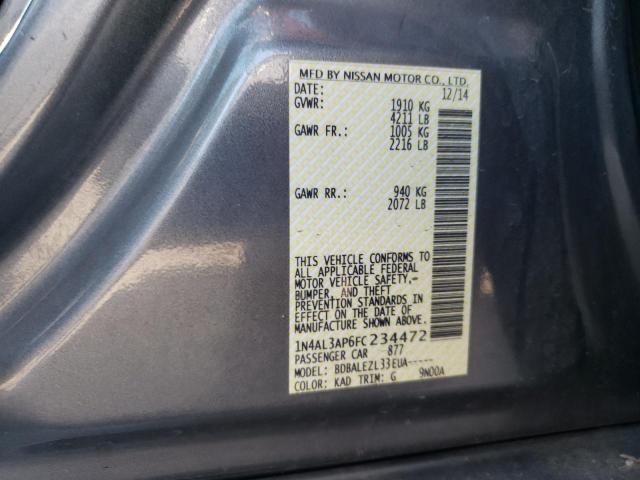 MFD BY NISSAN MOTOR CO., LTD.
DATE: 12/14
GVWR: 1910 KG
4211 LB
GAWR FR.: 1005 KG
2216 LB
GAWR RR.: 940 KG
2072 LB
THIS VEHICLE CONFORMS TO
ALL APPLICABLE FEDERAL
MOTOR VEHICLE SAFETY,-
BUMPER, AND THEFT
PREVENTION STANDARDS IN
EFFECT ON THE DATE OF
MANUFACTURE SHOWN ABOVE.
1N4AL3AP6FC234472
PASSENGER CAR 877
MODEL: BDBALEZL33EUA-----
COLOR: KAD TRIM: G 9N00A